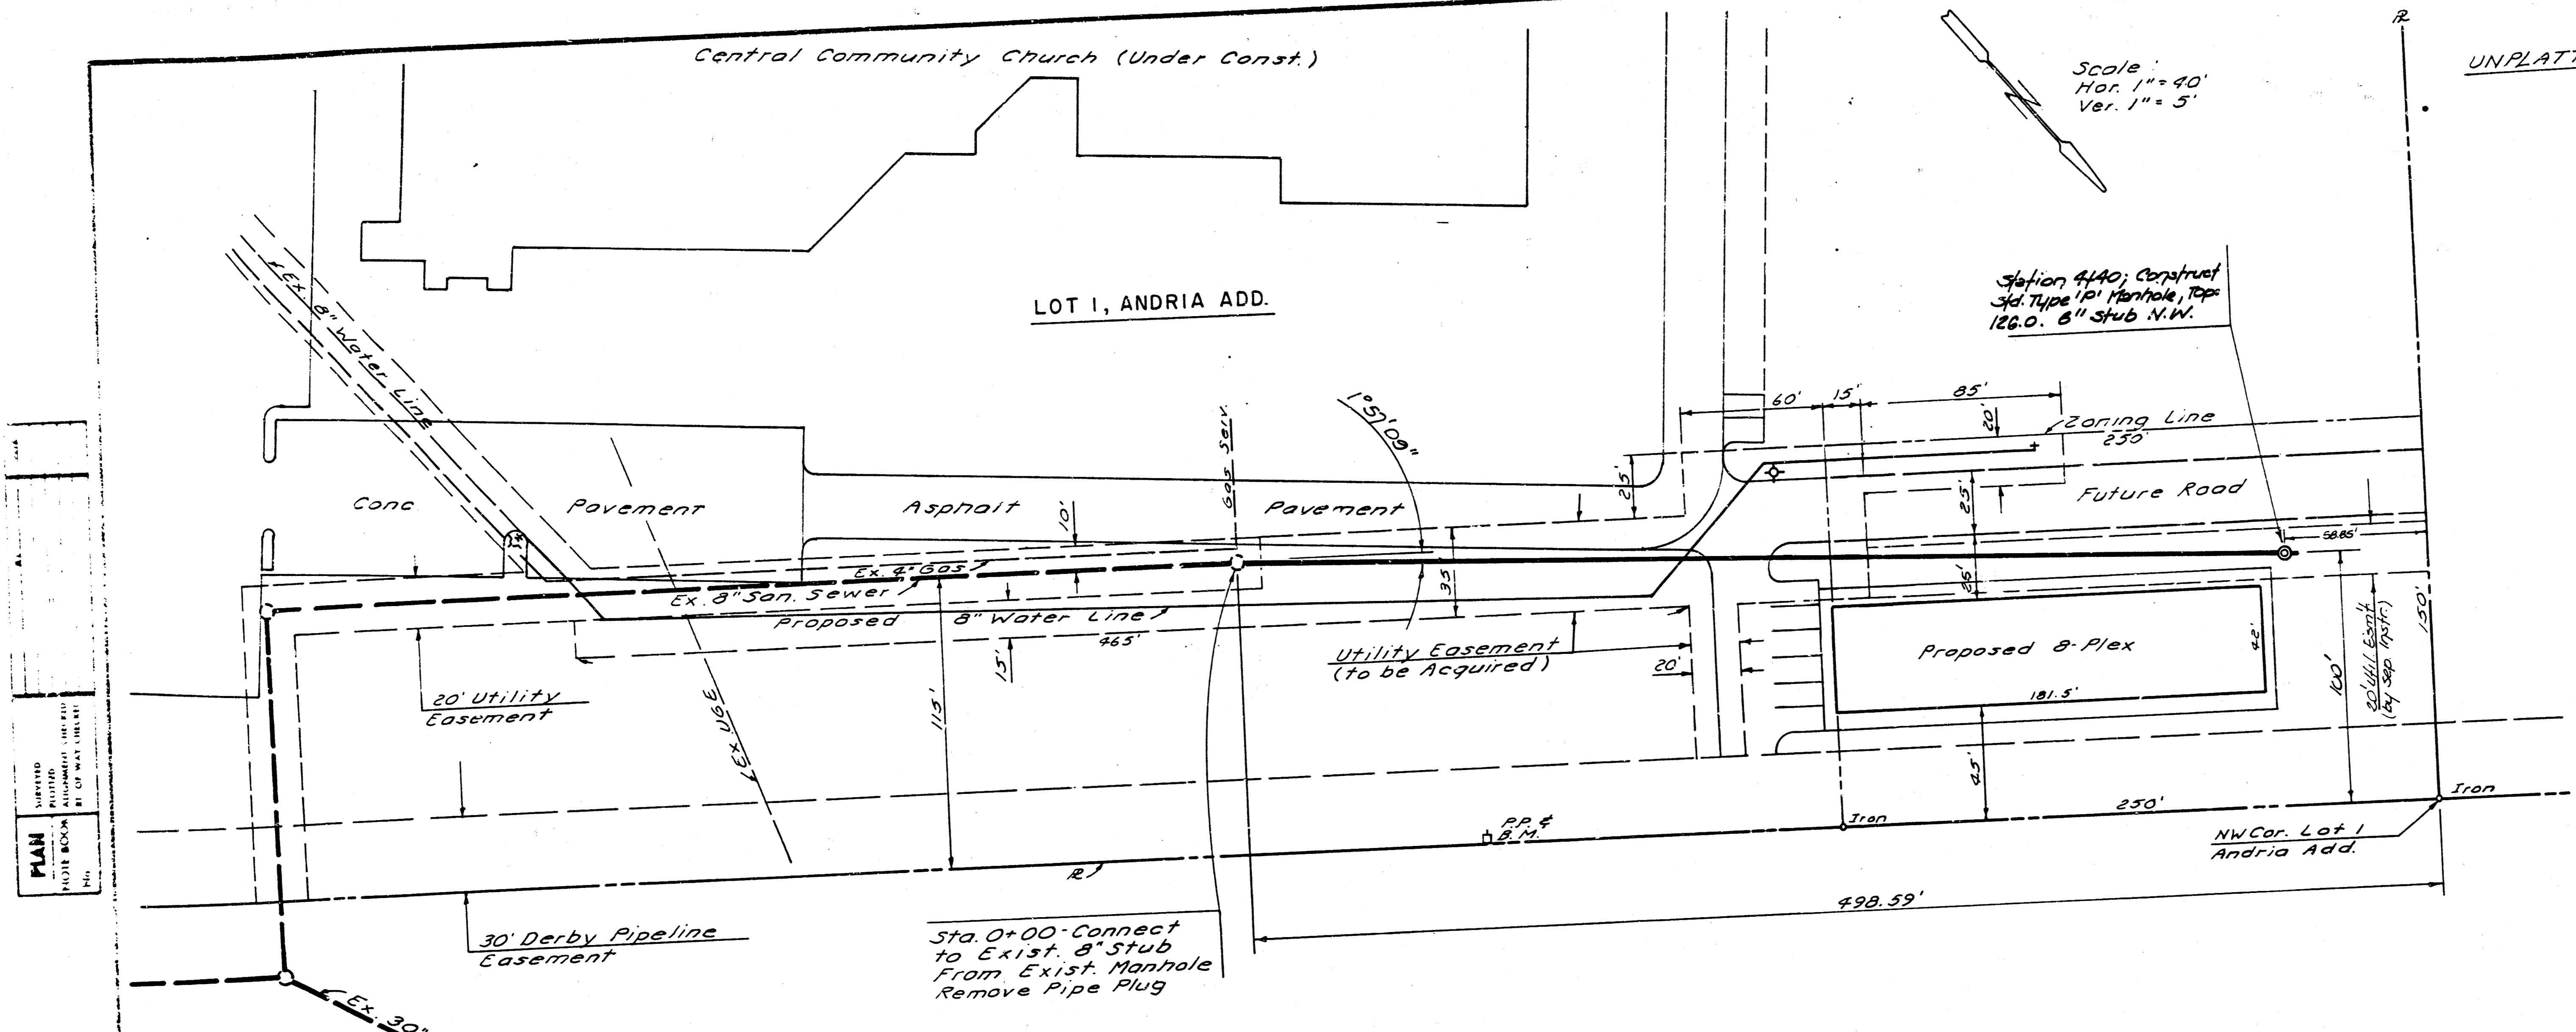 Central Community Church (Under Const.)
Scale:
Hor. 1" = 40'
Ver. 1" = 5'
UNPLATT
LOT 1, ANDRIA ADD.
Station 4+40; Construct
Std. Type 'P' Manhole, Top=
126.0. 8" Stub N.W.
Ex. 8" Water Line
Gas Serv.
1°57'09"
60'
15'
85'
20'
Zoning Line
250'
25'
Conc
Pavement
Asphalt
Pavement
10'
25'
Future Road
58.85'
Ex. 4" Gas
Ex. 8" San. Sewer
35'
25'
Proposed 8" Water Line
465'
15'
Utility Easement
(to be Acquired)
20'
Proposed 8-Plex
42'
181.5'
100'
20' Util. Esm't
(by Sep. Instr.)
150'
20' Utility
Easement
115'
Ex. UGE
45'
P.P. &
B.M.
Iron
250'
Iron
NW Cor. Lot 1
Andria Add.
498.59'
30' Derby Pipeline
Easement
Sta. 0+00 - Connect
to Exist. 8" Stub
From Exist. Manhole
Remove Pipe Plug
Ex. 30"
PLAN
NOTE BOOK
No.
SURVEYED
PLOTTED
ALIGNMENT CHECKED
RT OF WAY CHECKED